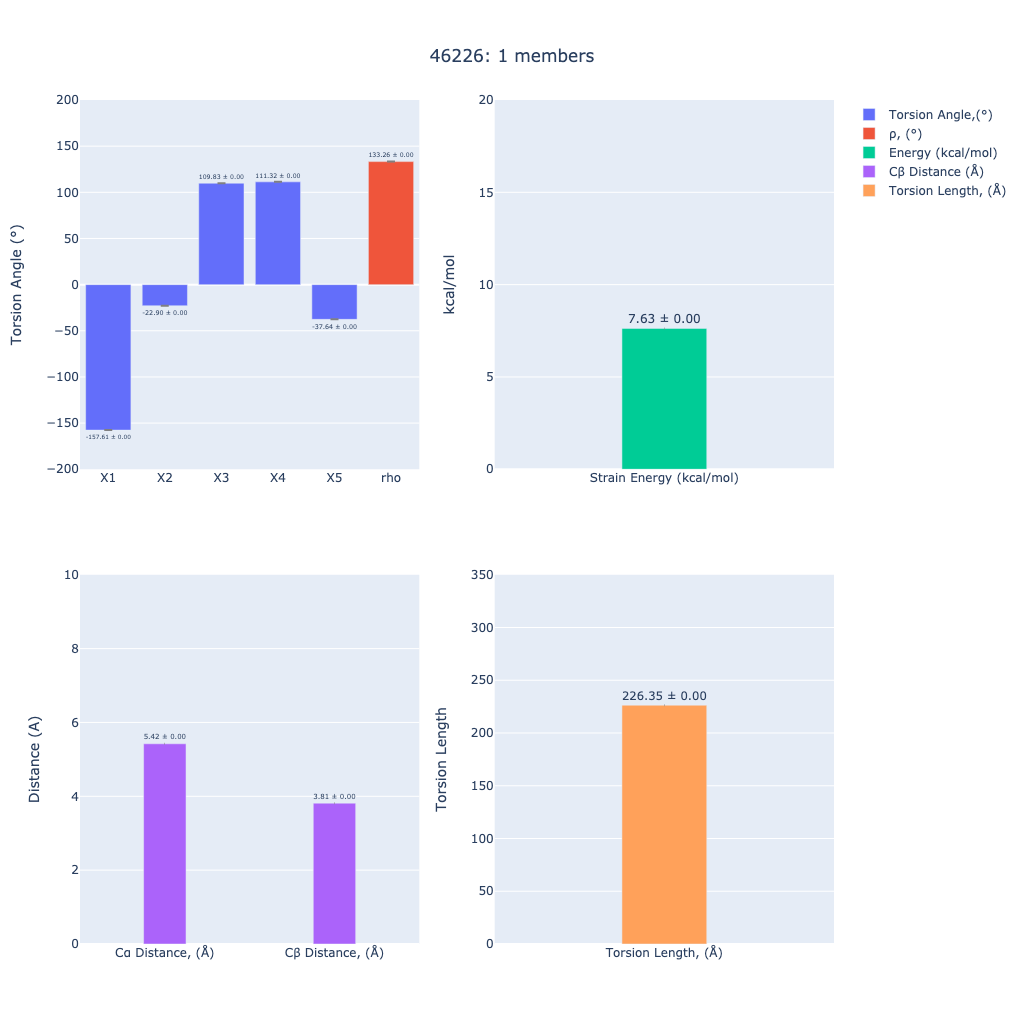 46226: 1 members
Torsion Angle (°)
200
150
100
50
0
−50
−100
−150
−200
-157.61 ± 0.00
-22.90 ± 0.00
109.83 ± 0.00
111.32 ± 0.00
-37.64 ± 0.00
133.26 ± 0.00
X1 X2 X3 X4 X5 rho
kcal/mol
20
15
10
5
0
7.63 ± 0.00
Strain Energy (kcal/mol)
Torsion Angle,(°)
ρ, (°)
Energy (kcal/mol)
Cβ Distance (Å)
Torsion Length, (Å)
Distance (A)
10
8
6
4
2
0
5.42 ± 0.00
3.81 ± 0.00
Cα Distance, (Å) Cβ Distance, (Å)
Torsion Length
350
300
250
200
150
100
50
0
226.35 ± 0.00
Torsion Length, (Å)